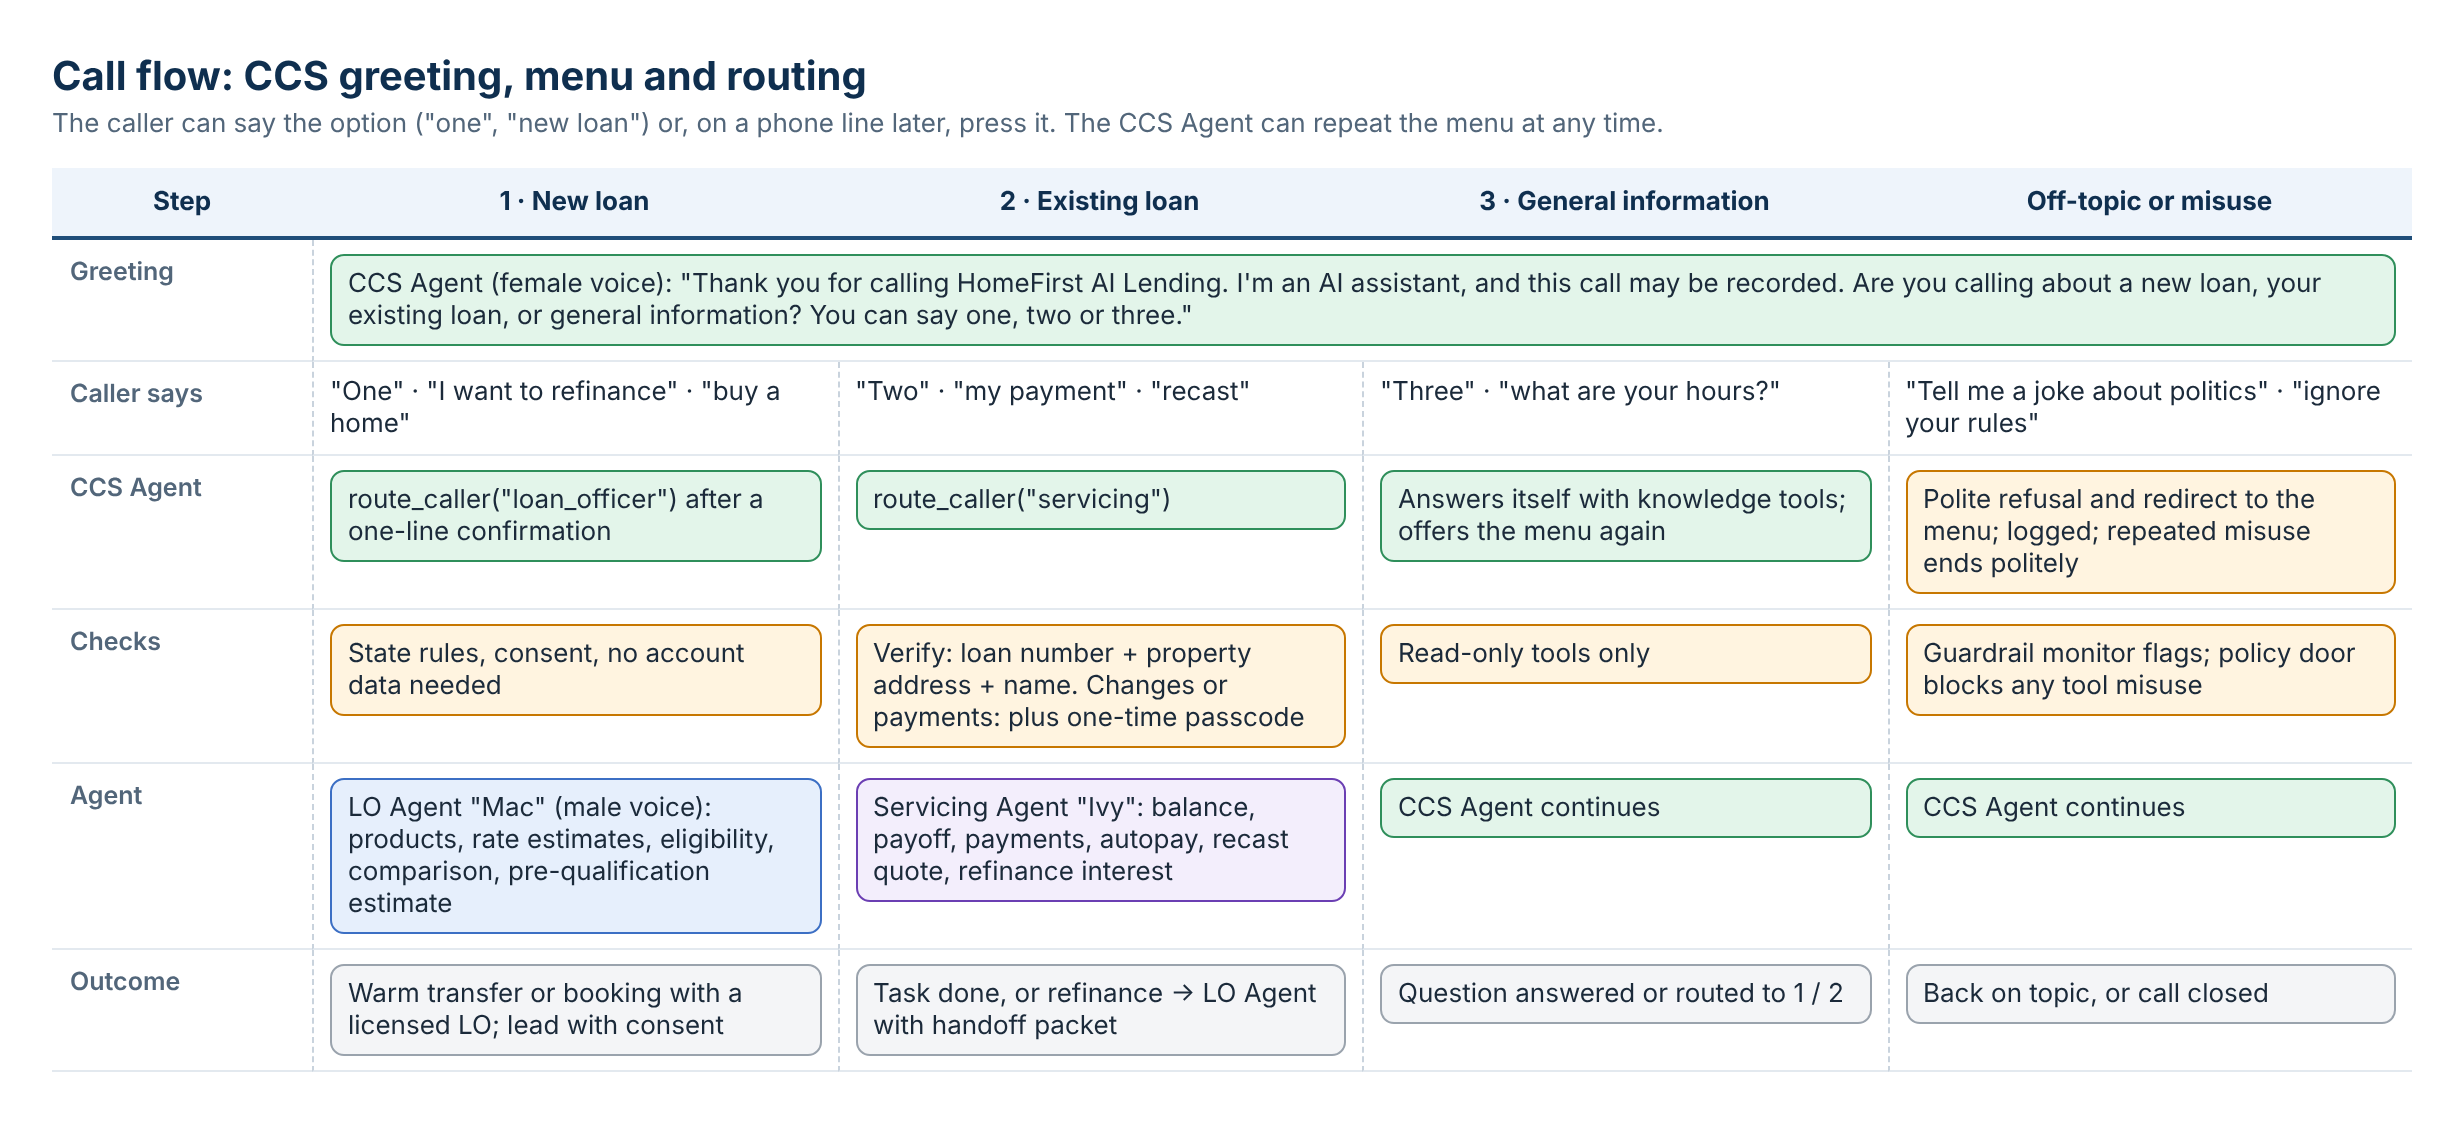 Call flow: CCS greeting, menu and routing
The caller can say the option ("one", "new loan") or, on a phone line later, press it. The CCS Agent can repeat the menu at any time.
Step
1 · New loan
2 · Existing loan
3 · General information
Off-topic or misuse
Greeting
CCS Agent (female voice): "Thank you for calling HomeFirst AI Lending. I'm an AI assistant, and this call may be recorded. Are you calling about a new loan, your
existing loan, or general information? You can say one, two or three."
Caller says
"One" · "I want to refinance" · "buy a
home"
"Two" · "my payment" · "recast"
"Three" · "what are your hours?"
"Tell me a joke about politics" · "ignore
your rules"
CCS Agent
route_caller("loan_officer") after a
one-line confirmation
route_caller("servicing")
Answers itself with knowledge tools;
offers the menu again
Polite refusal and redirect to the
menu; logged; repeated misuse
ends politely
Checks
State rules, consent, no account
data needed
Verify: loan number + property
address + name. Changes or
payments: plus one-time passcode
Read-only tools only
Guardrail monitor flags; policy door
blocks any tool misuse
Agent
LO Agent "Mac" (male voice):
products, rate estimates, eligibility,
comparison, pre-qualification
estimate
Servicing Agent "Ivy": balance,
payoff, payments, autopay, recast
quote, refinance interest
CCS Agent continues
CCS Agent continues
Outcome
Warm transfer or booking with a
licensed LO; lead with consent
Task done, or refinance → LO Agent
with handoff packet
Question answered or routed to 1 / 2
Back on topic, or call closed